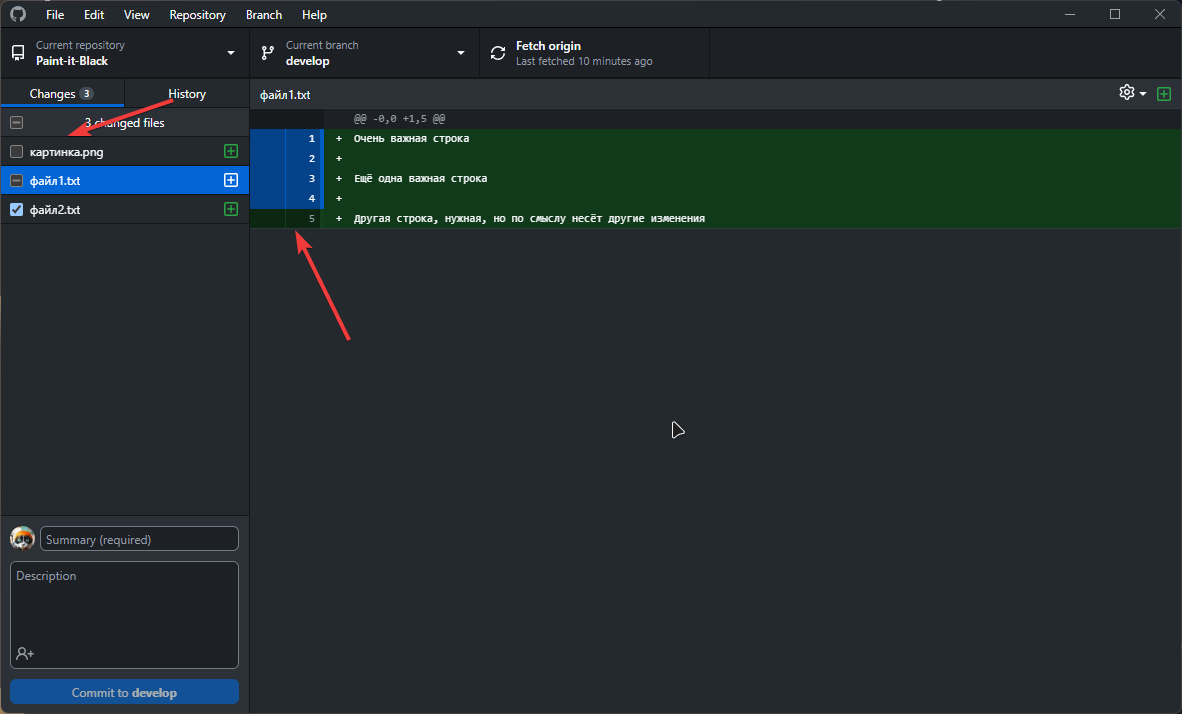 File Edit View Repository Branch Help
Current repository
Paint-it-Black
Current branch
develop
Fetch origin
Last fetched 10 minutes ago
Changes 3
History
3 changed files
картинка.png
файл1.txt
файл2.txt
файл1.txt
@@ -0,0 +1,5 @@
1 + Очень важная строка
2 +
3 + Ещё одна важная строка
4 +
5 + Другая строка, нужная, но по смыслу несёт другие изменения
Summary (required)
Description
Commit to develop